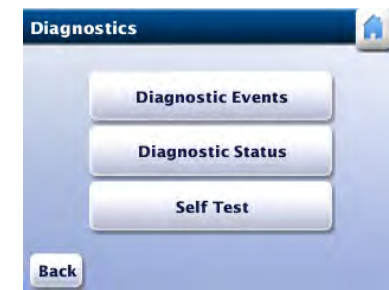 Diagnostics
Diagnostic Events
Diagnostic Status
Self Test
Back